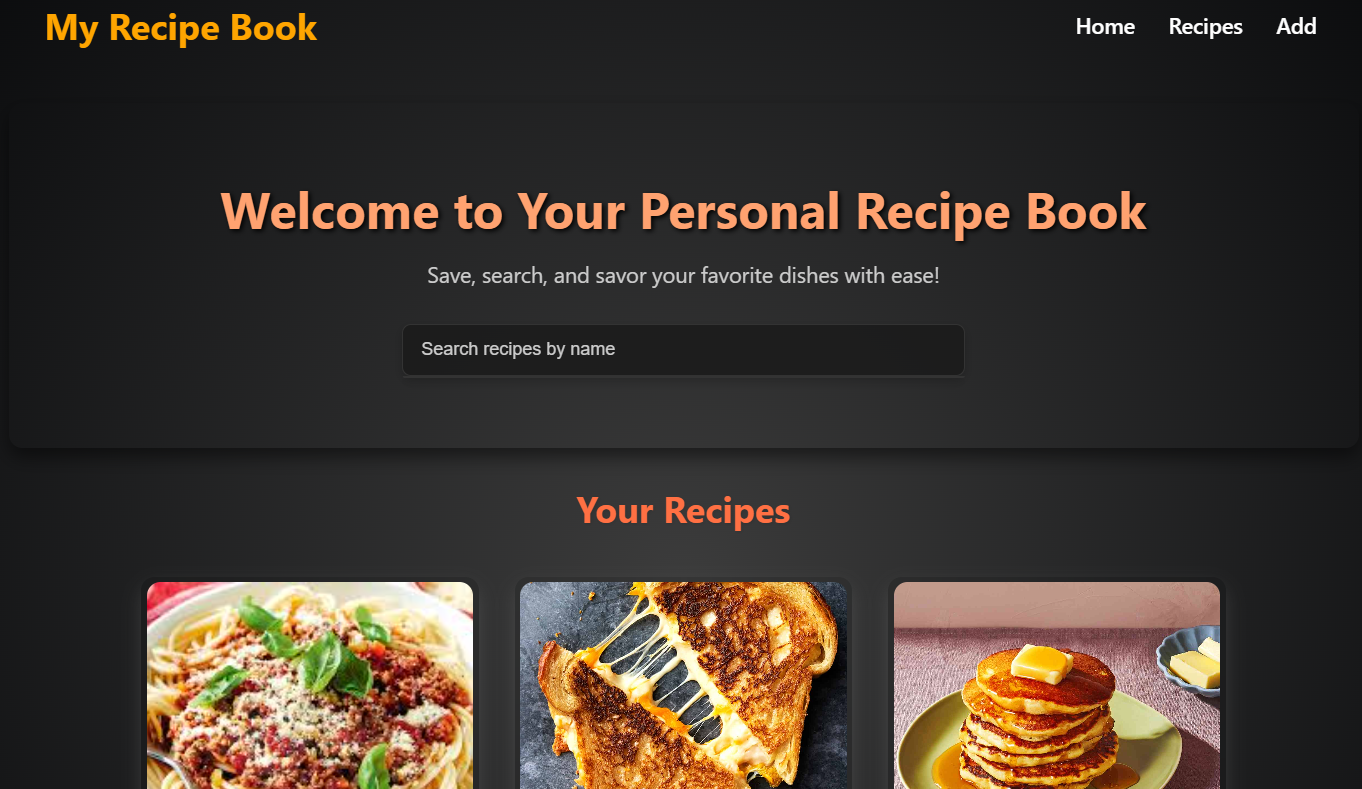 My Recipe Book
Home Recipes Add
Welcome to Your Personal Recipe Book
Save, search, and savor your favorite dishes with ease!
Search recipes by name
Your Recipes